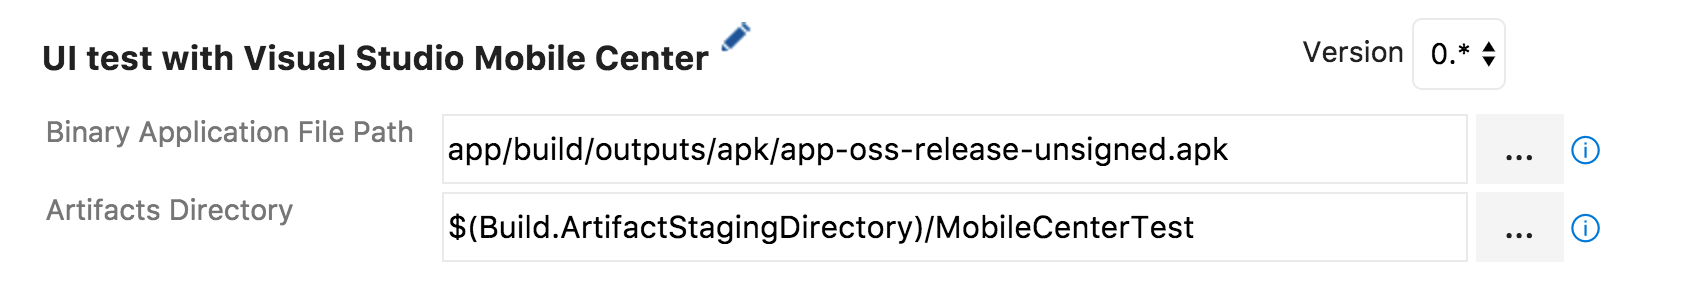 UI test with Visual Studio Mobile Center
Version 0.*
Binary Application File Path
app/build/outputs/apk/app-oss-release-unsigned.apk
...
Artifacts Directory
$(Build.ArtifactStagingDirectory)/MobileCenterTest
...